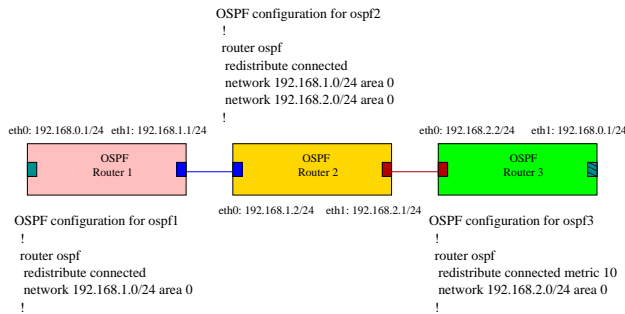 OSPF configuration for ospf2
!
router ospf
redistribute connected
network 192.168.1.0/24 area 0
network 192.168.2.0/24 area 0
!
eth0: 192.168.0.1/24 eth1: 192.168.1.1/24
eth0: 192.168.2.2/24 eth1: 192.168.0.1/24
OSPF
Router 1
OSPF
Router 2
OSPF
Router 3
eth0: 192.168.1.2/24 eth1: 192.168.2.1/24
OSPF configuration for ospf1
!
router ospf
redistribute connected
network 192.168.1.0/24 area 0
!
OSPF configuration for ospf3
!
router ospf
redistribute connected metric 10
network 192.168.2.0/24 area 0
!